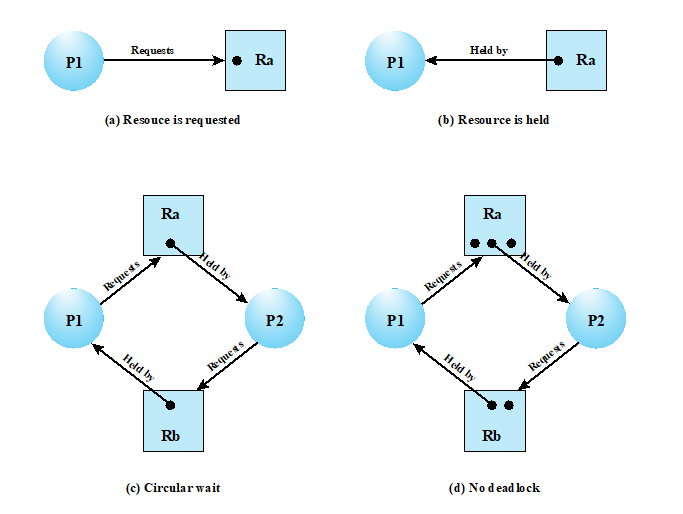 P1 Requests Ra
(a) Resouce is requested
P1 Held by Ra
(b) Resource is held
Ra
Requests
Held by
P1
P2
Held by
Requests
Rb
(c) Circular wait
Ra
Requests
Held by
P1
P2
Held by
Requests
Rb
(d) No deadlock